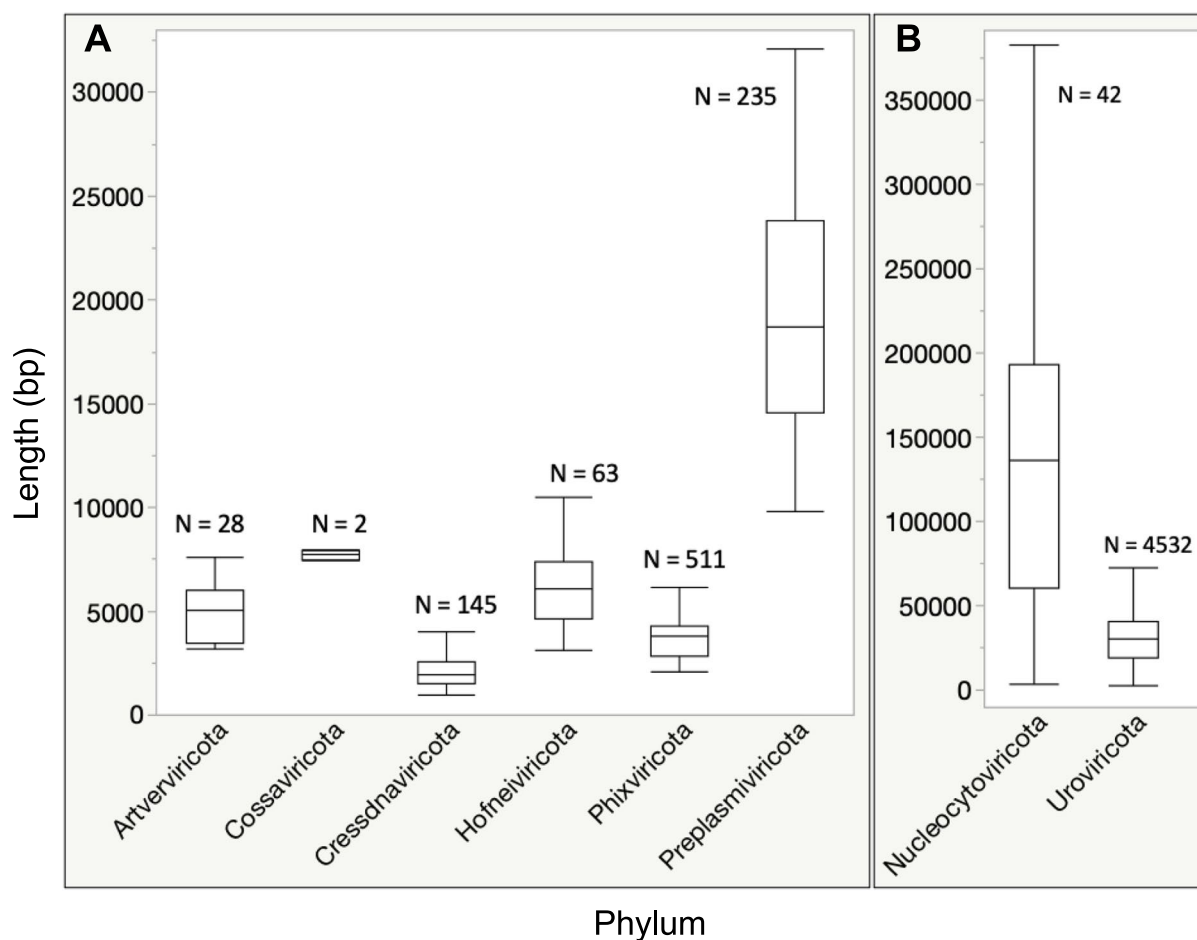 A
B
Length (bp)
30000
25000
20000
15000
10000
5000
0
N = 28
N = 2
N = 145
N = 63
N = 511
N = 235
Artverviricota
Cossaviricota
Cressdnaviricota
Hofneiviricota
Phixviricota
Preplasmiviricota
350000
300000
250000
200000
150000
100000
50000
0
N = 42
N = 4532
Nucleocytoviricota
Uroviricota
Phylum